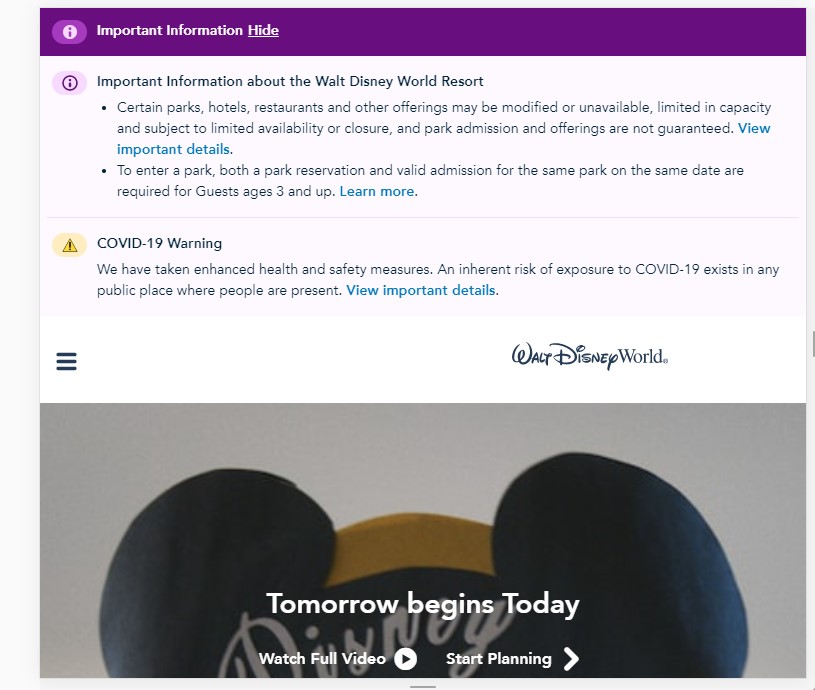 Important Information Hide
Important Information about the Walt Disney World Resort
• Certain parks, hotels, restaurants and other offerings may be modified or unavailable, limited in capacity
and subject to limited availability or closure, and park admission and offerings are not guaranteed. View
important details.
• To enter a park, both a park reservation and valid admission for the same park on the same date are
required for Guests ages 3 and up. Learn more.
COVID-19 Warning
We have taken enhanced health and safety measures. An inherent risk of exposure to COVID-19 exists in any
public place where people are present. View important details.
Walt Disney World®
Tomorrow begins Today
Disney
Watch Full Video
Start Planning